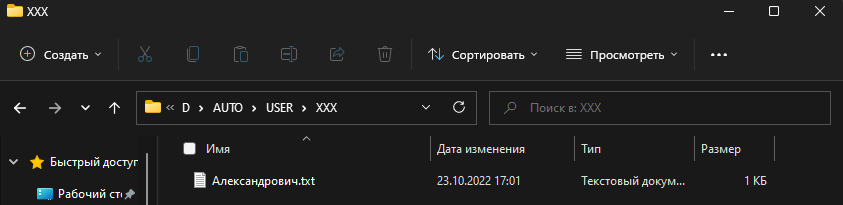 XXX
Создать Сортировать Просмотреть •••
« D > AUTO > USER > XXX Поиск в: XXX
Быстрый доступ Имя Дата изменения Тип Размер
Рабочий сто Александрович.txt 23.10.2022 17:01 Текстовый докум... 1 КБ